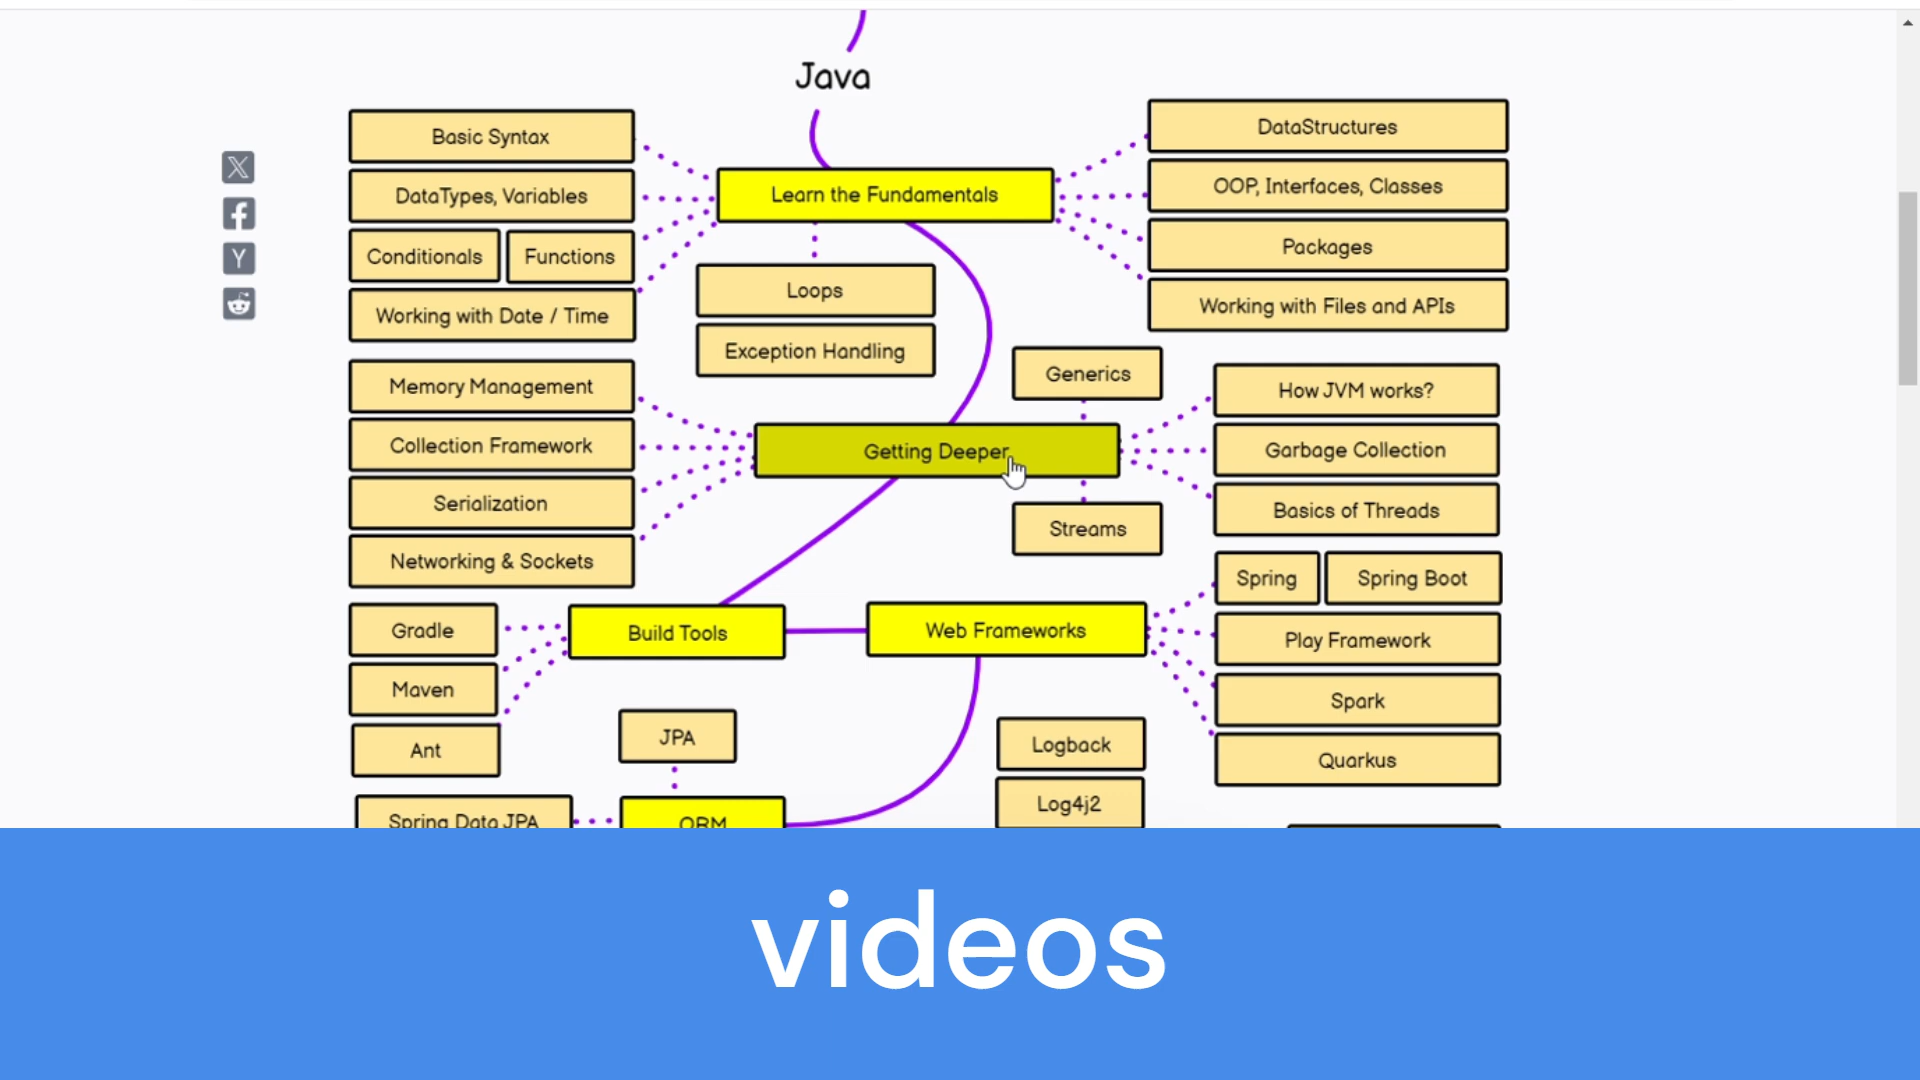 Java
Basic Syntax
DataTypes, Variables
Conditionals
Functions
Working with Date / Time
Learn the Fundamentals
Loops
Exception Handling
DataStructures
OOP, Interfaces, Classes
Packages
Working with Files and APIs
Memory Management
Collection Framework
Serialization
Networking & Sockets
Getting Deeper
Generics
Streams
How JVM works?
Garbage Collection
Basics of Threads
Gradle
Maven
Ant
Build Tools
Web Frameworks
Spring
Spring Boot
Play Framework
Spark
Quarkus
JPA
Spring Data JPA
ORM
Logback
Log4j2
videos